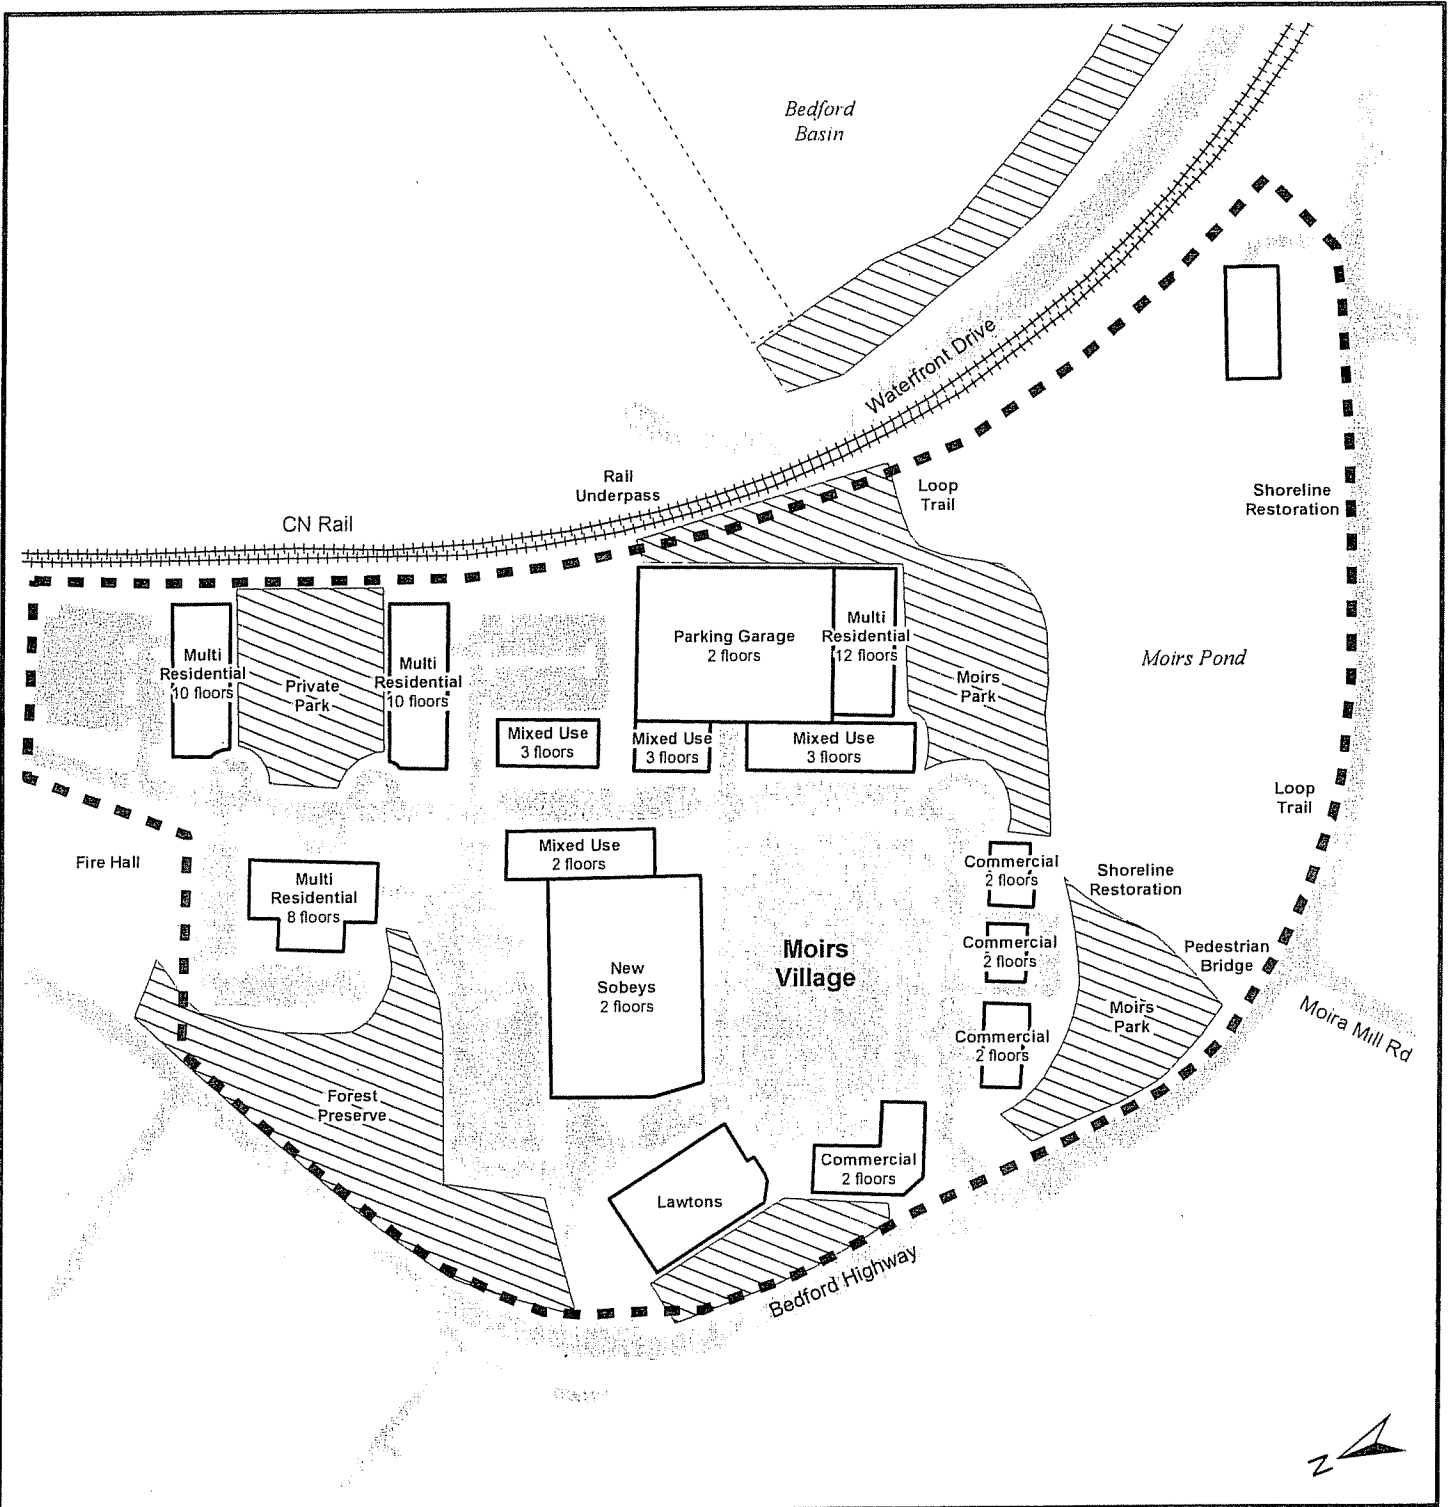 Bedford
Basin
Waterfront Drive
Rail
Underpass
Loop
Trail
Shoreline
Restoration
CN Rail
Multi
Residential
10 floors
Private
Park
Multi
Residential
10 floors
Parking Garage
2 floors
Multi
Residential
12 floors
Moirs
Park
Moirs Pond
Mixed Use
3 floors
Mixed Use
3 floors
Mixed Use
3 floors
Loop
Trail
Fire Hall
Multi
Residential
8 floors
Mixed Use
2 floors
Commercial
2 floors
Shoreline
Restoration
New
Sobeys
2 floors
Moirs
Village
Commercial
2 floors
Pedestrian
Bridge
Moirs
Park
Moira Mill Rd
Commercial
2 floors
Forest
Preserve
Lawtons
Commercial
2 floors
Bedford Highway
N